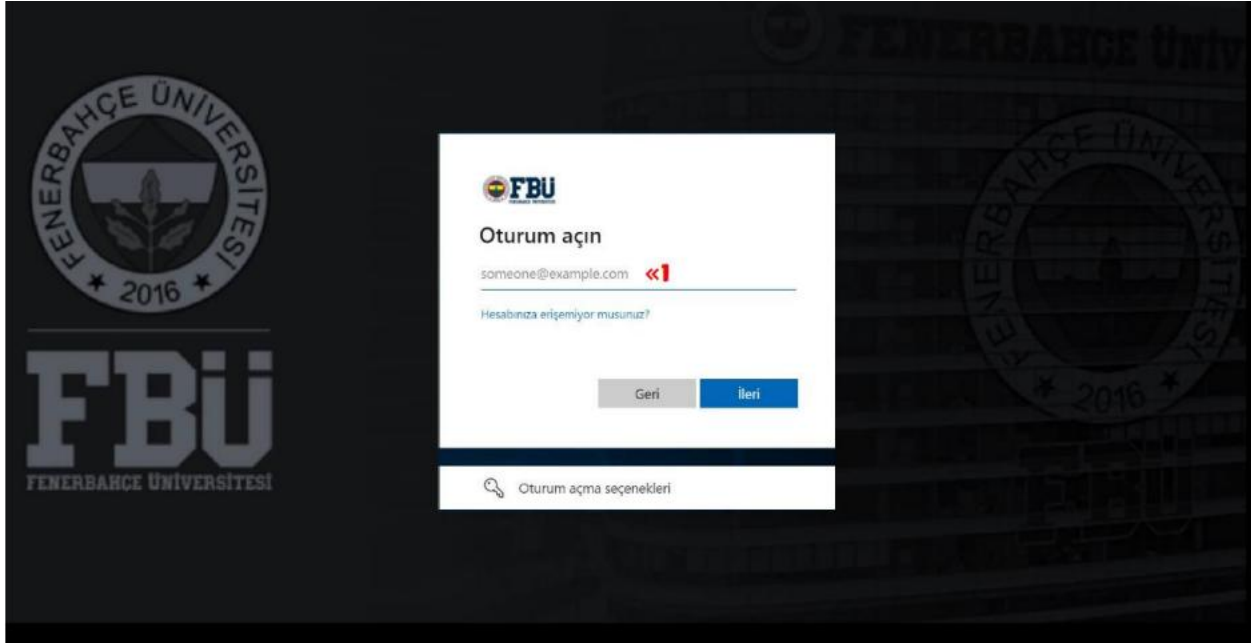 FENERBAHÇE ÜNİVERSİTESİ
2016
FBÜ
FENERBAHÇE ÜNİVERSİTESİ
FENERBAHÇE ÜNİV
FENERBAHÇE ÜNİVERSİTESİ
2016
FBÜ
FBÜ
Oturum açın
someone@example.com «1
Hesabınıza erişemiyor musunuz?
Geri İleri
Oturum açma seçenekleri